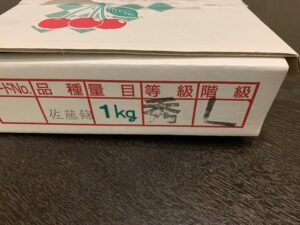 ードNo. 品種 量目 等級 階級
佐藤錦 1kg 秀 L